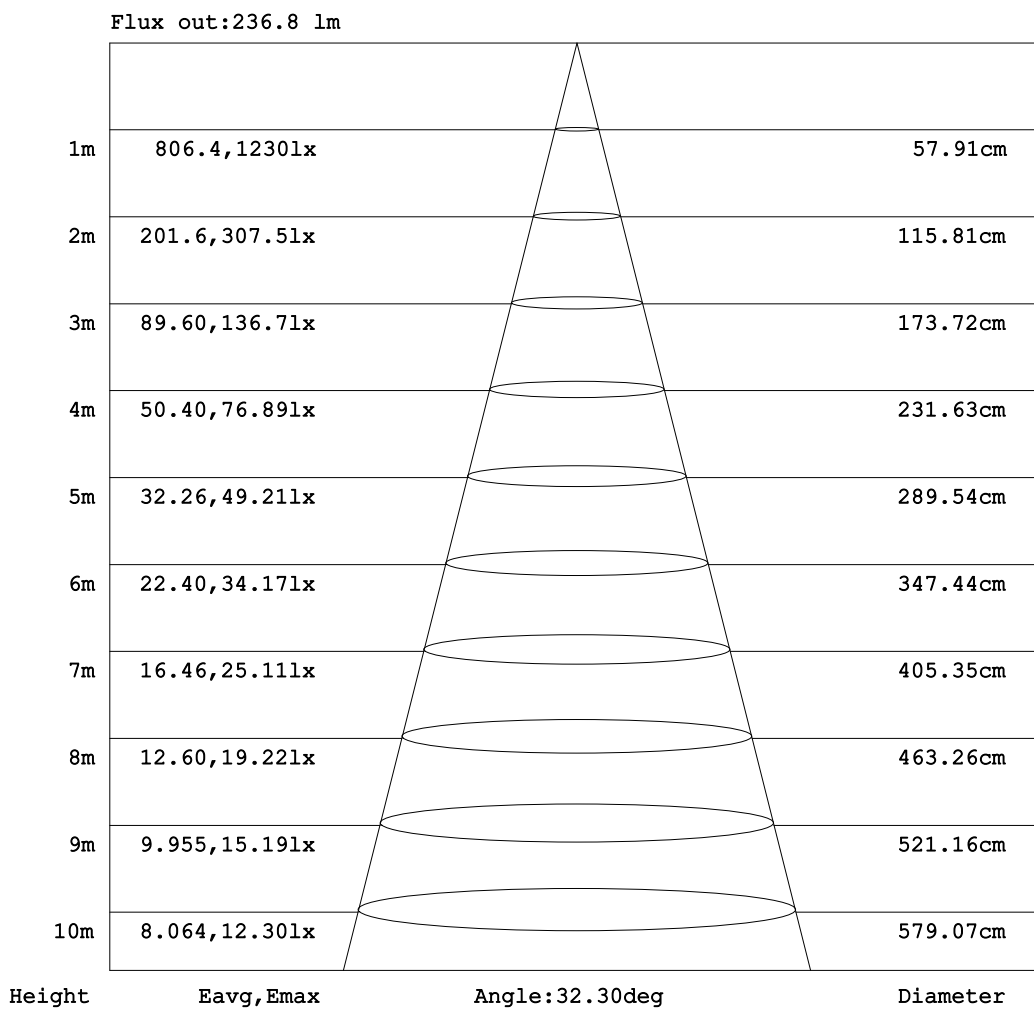 Flux out:236.8 lm
1m 806.4,1230lx 57.91cm
2m 201.6,307.5lx 115.81cm
3m 89.60,136.7lx 173.72cm
4m 50.40,76.89lx 231.63cm
5m 32.26,49.21lx 289.54cm
6m 22.40,34.17lx 347.44cm
7m 16.46,25.11lx 405.35cm
8m 12.60,19.22lx 463.26cm
9m 9.955,15.19lx 521.16cm
10m 8.064,12.30lx 579.07cm
Height Eavg,Emax Angle:32.30deg Diameter